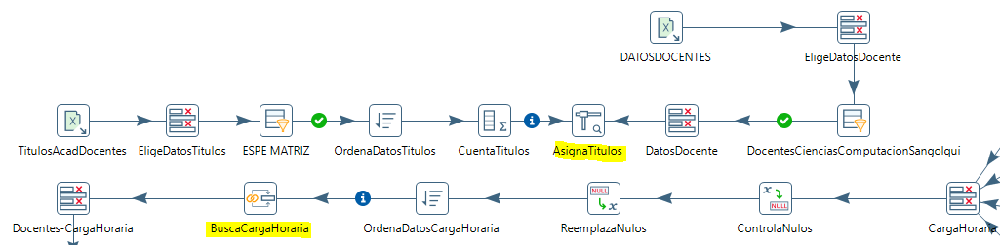 DATOSDOCENTES
EligeDatosDocente
TitulosAcadDocentes
EligeDatosTitulos
ESPE MATRIZ
OrdenaDatosTitulos
CuentaTitulos
AsignaTitulos
DatosDocente
DocentesCienciasComputacionSangolqui
Docentes-CargaHoraria
BuscaCargaHoraria
OrdenaDatosCargaHoraria
NULL
x
ReemplazaNulos
x
NULL
ControlaNulos
CargaHoraria